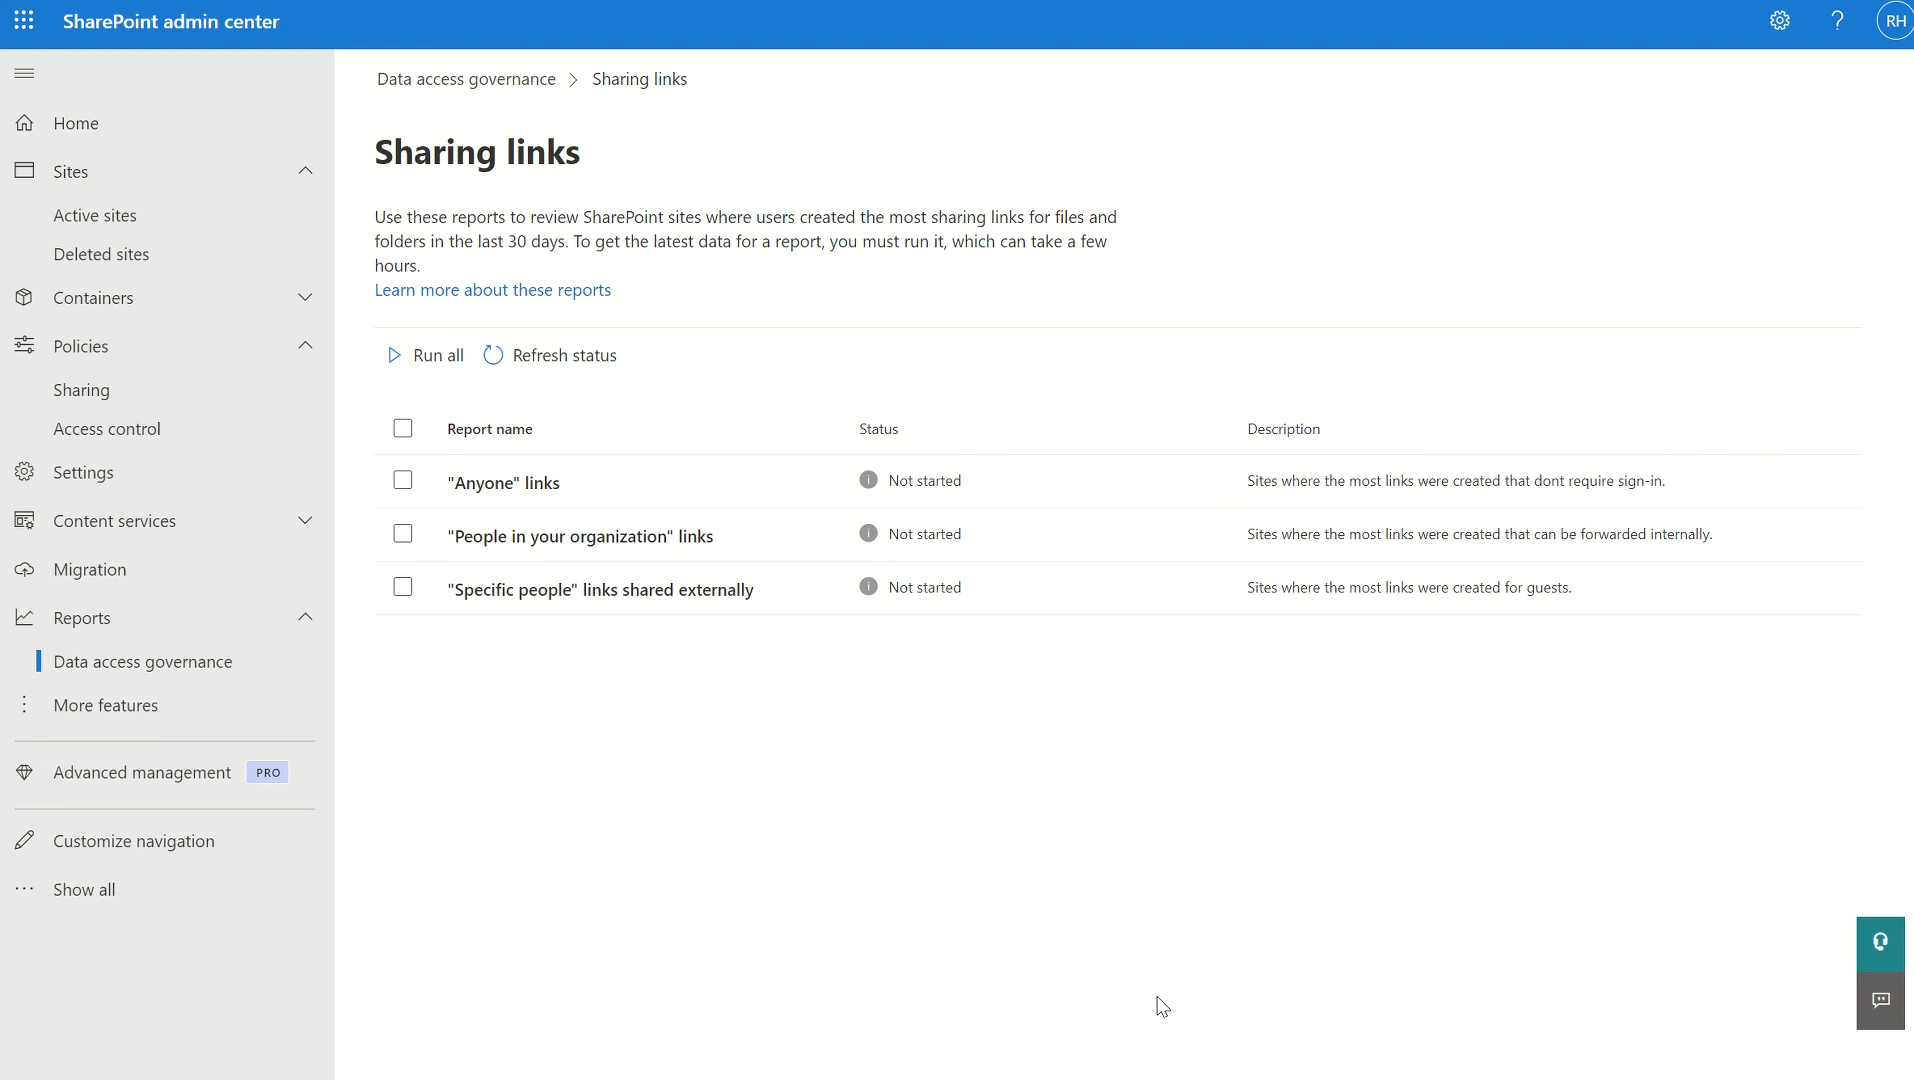 SharePoint admin center
RH
Home
Sites
Active sites
Deleted sites
Containers
Policies
Sharing
Access control
Settings
Content services
Migration
Reports
Data access governance
More features
Advanced management PRO
Customize navigation
Show all
Data access governance > Sharing links
Sharing links
Use these reports to review SharePoint sites where users created the most sharing links for files and
folders in the last 30 days. To get the latest data for a report, you must run it, which can take a few
hours.
Learn more about these reports
Run all Refresh status
Report name Status Description
"Anyone" links Not started Sites where the most links were created that dont require sign-in.
"People in your organization" links Not started Sites where the most links were created that can be forwarded internally.
"Specific people" links shared externally Not started Sites where the most links were created for guests.